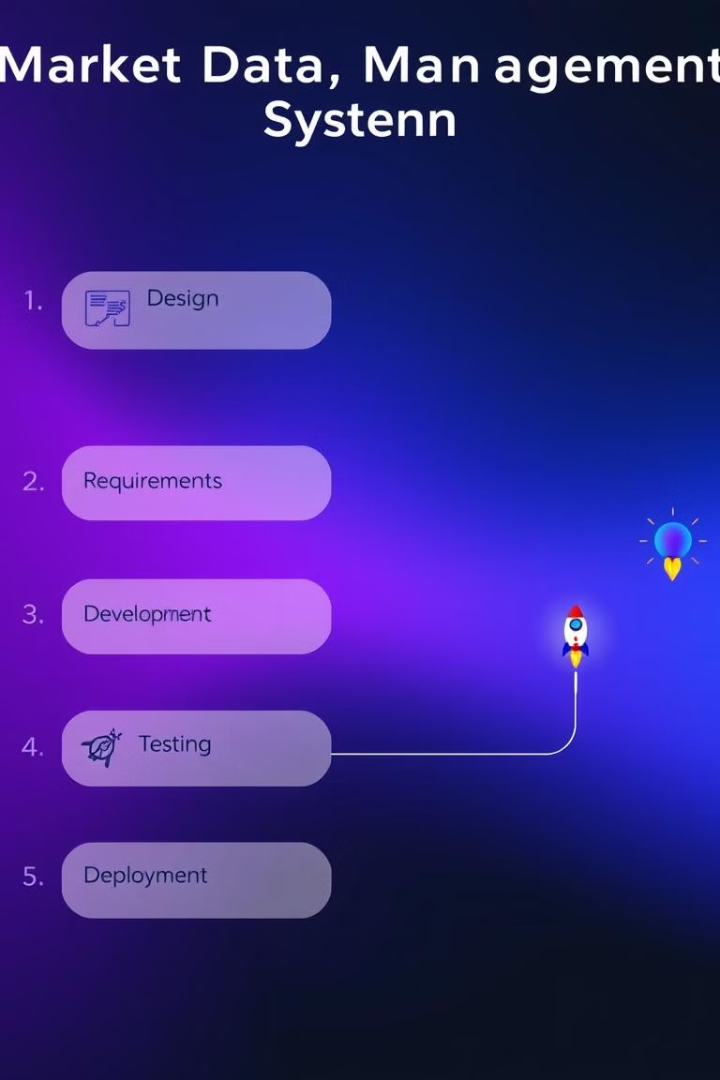 Market Data, Man agement
Systenn
1. Design
2. Requirements
3. Development
4. Testing
5. Deployment